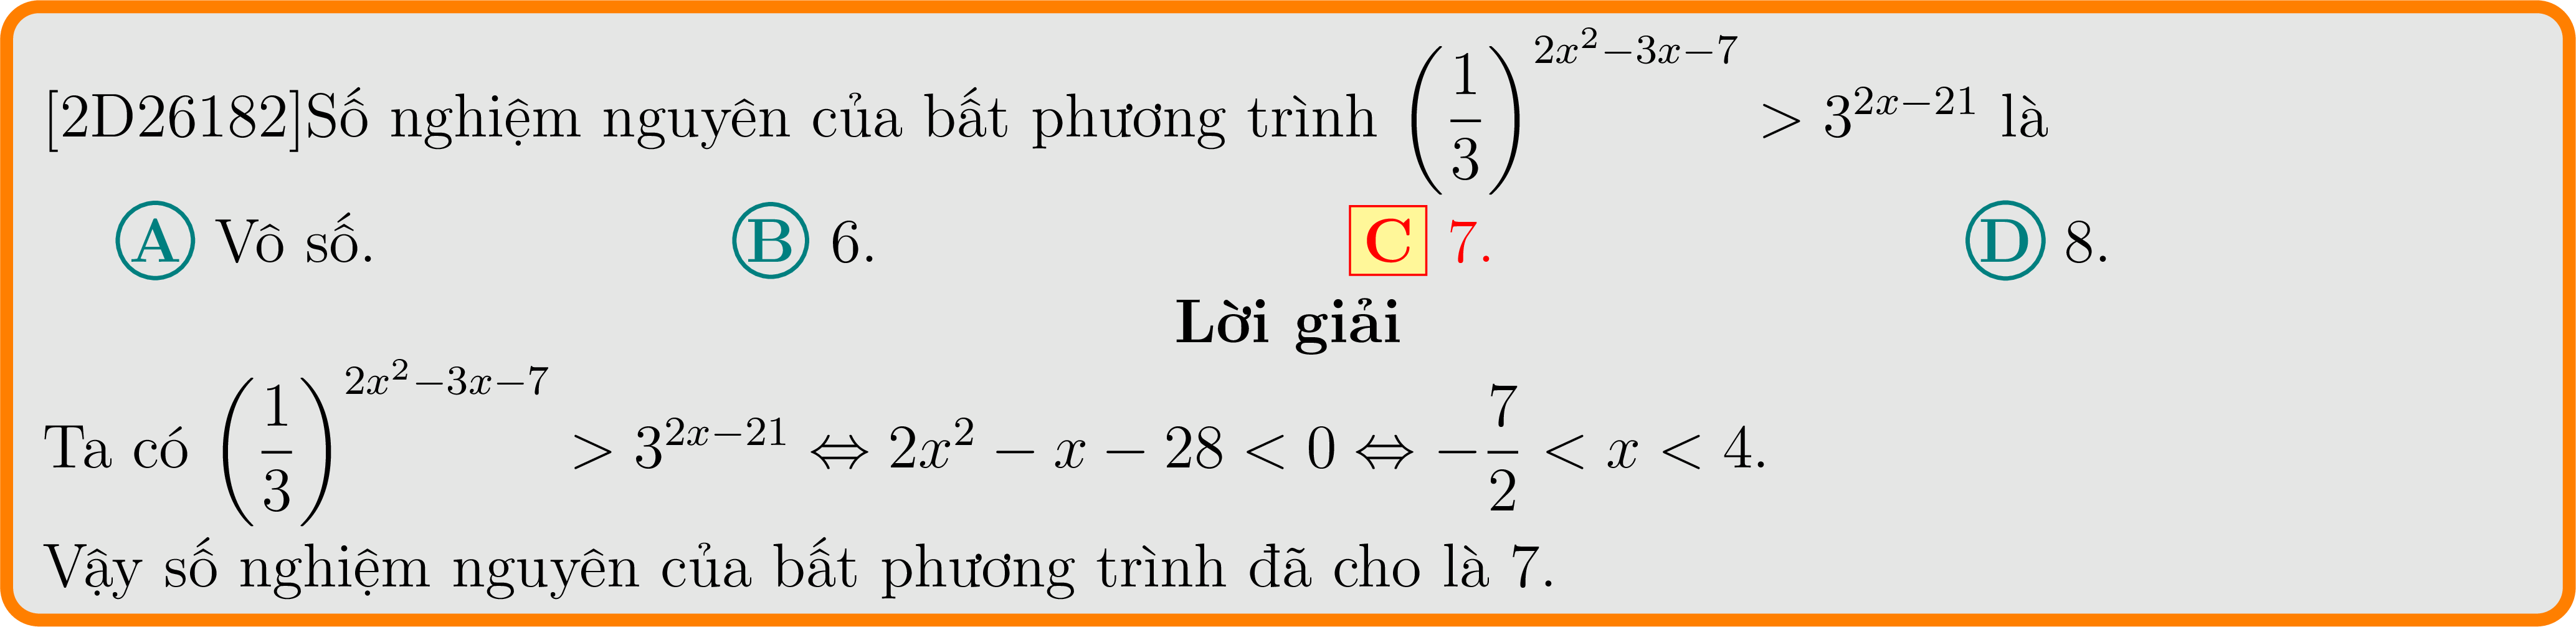 [2D26182]Số nghiệm nguyên của bất phương trình $\left(\dfrac{1}{3}\right)^{2x^2-3x-7} > 3^{2x-21}$ là
A Vô số. B 6. C 7. D 8.
Lời giải
Ta có $\left(\dfrac{1}{3}\right)^{2x^2-3x-7} > 3^{2x-21} \Leftrightarrow 2x^2 - x - 28 < 0 \Leftrightarrow -\dfrac{7}{2} < x < 4.$
Vậy số nghiệm nguyên của bất phương trình đã cho là 7.